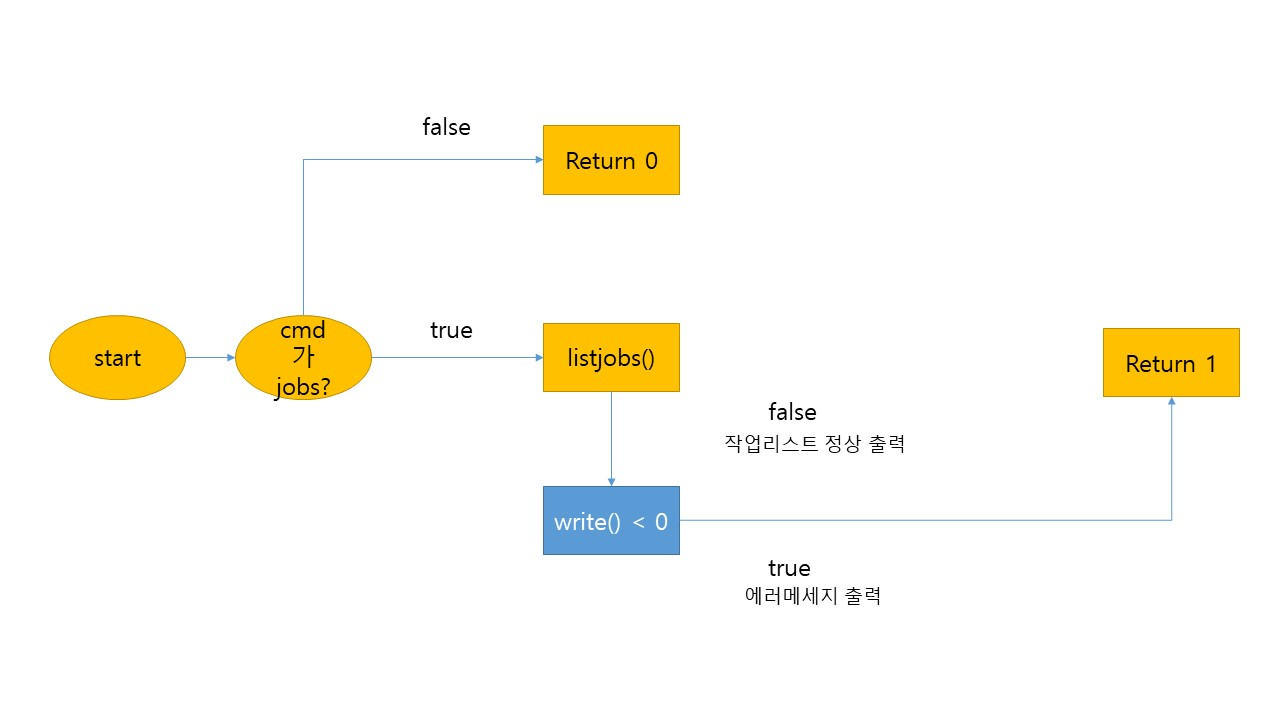 false
Return 0
start
cmd
가
jobs?
true
listjobs()
Return 1
false
작업리스트 정상 출력
write() < 0
true
에러메세지 출력